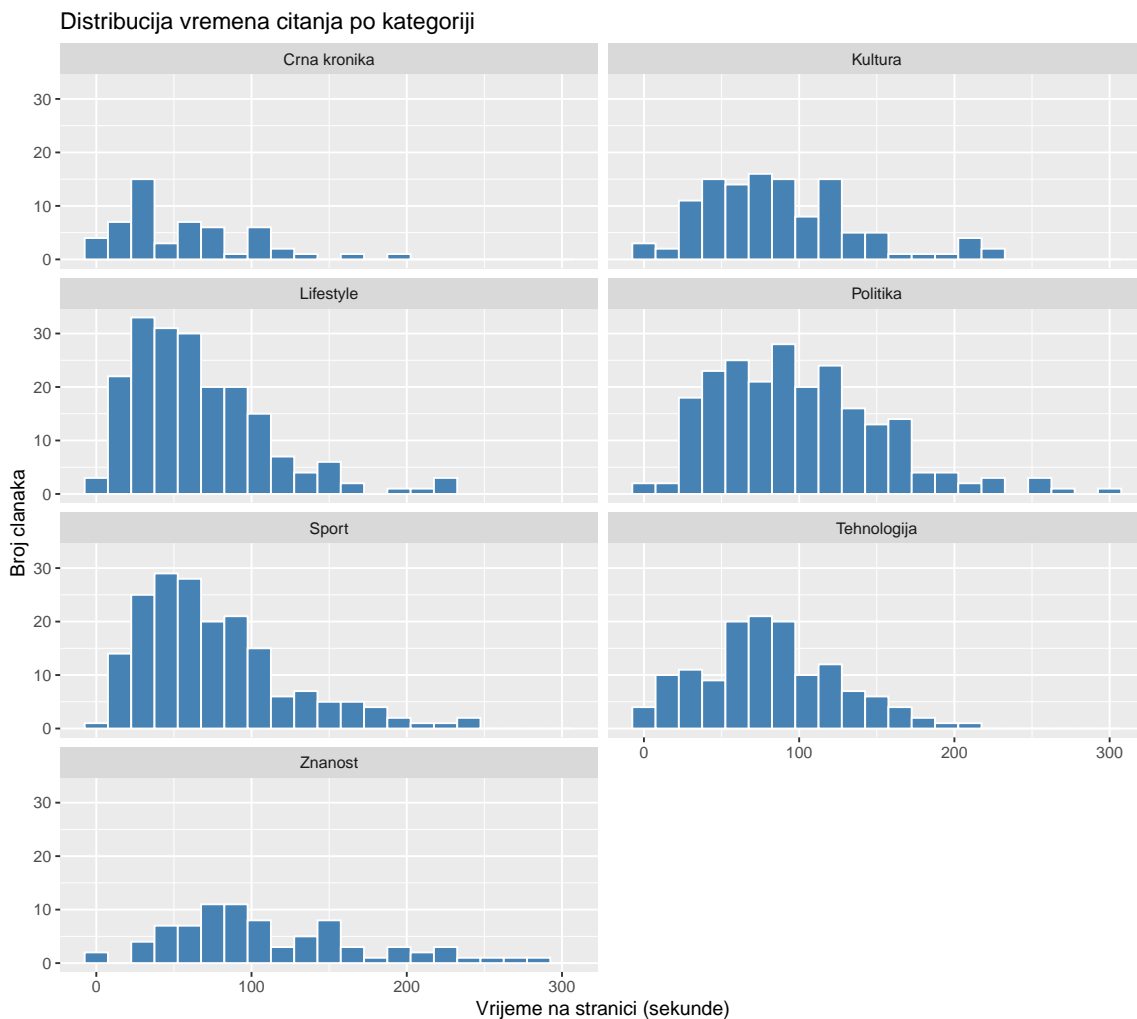 Distribucija vremena citanja po kategoriji
Crna kronika
Kultura
30
20
10
0
Lifestyle
Politika
30
20
10
0
Sport
Tehnologija
30
20
10
0
0 100 200 300
Znanost
30
20
10
0
0 100 200 300
Broj clanaka
Vrijeme na stranici (sekunde)